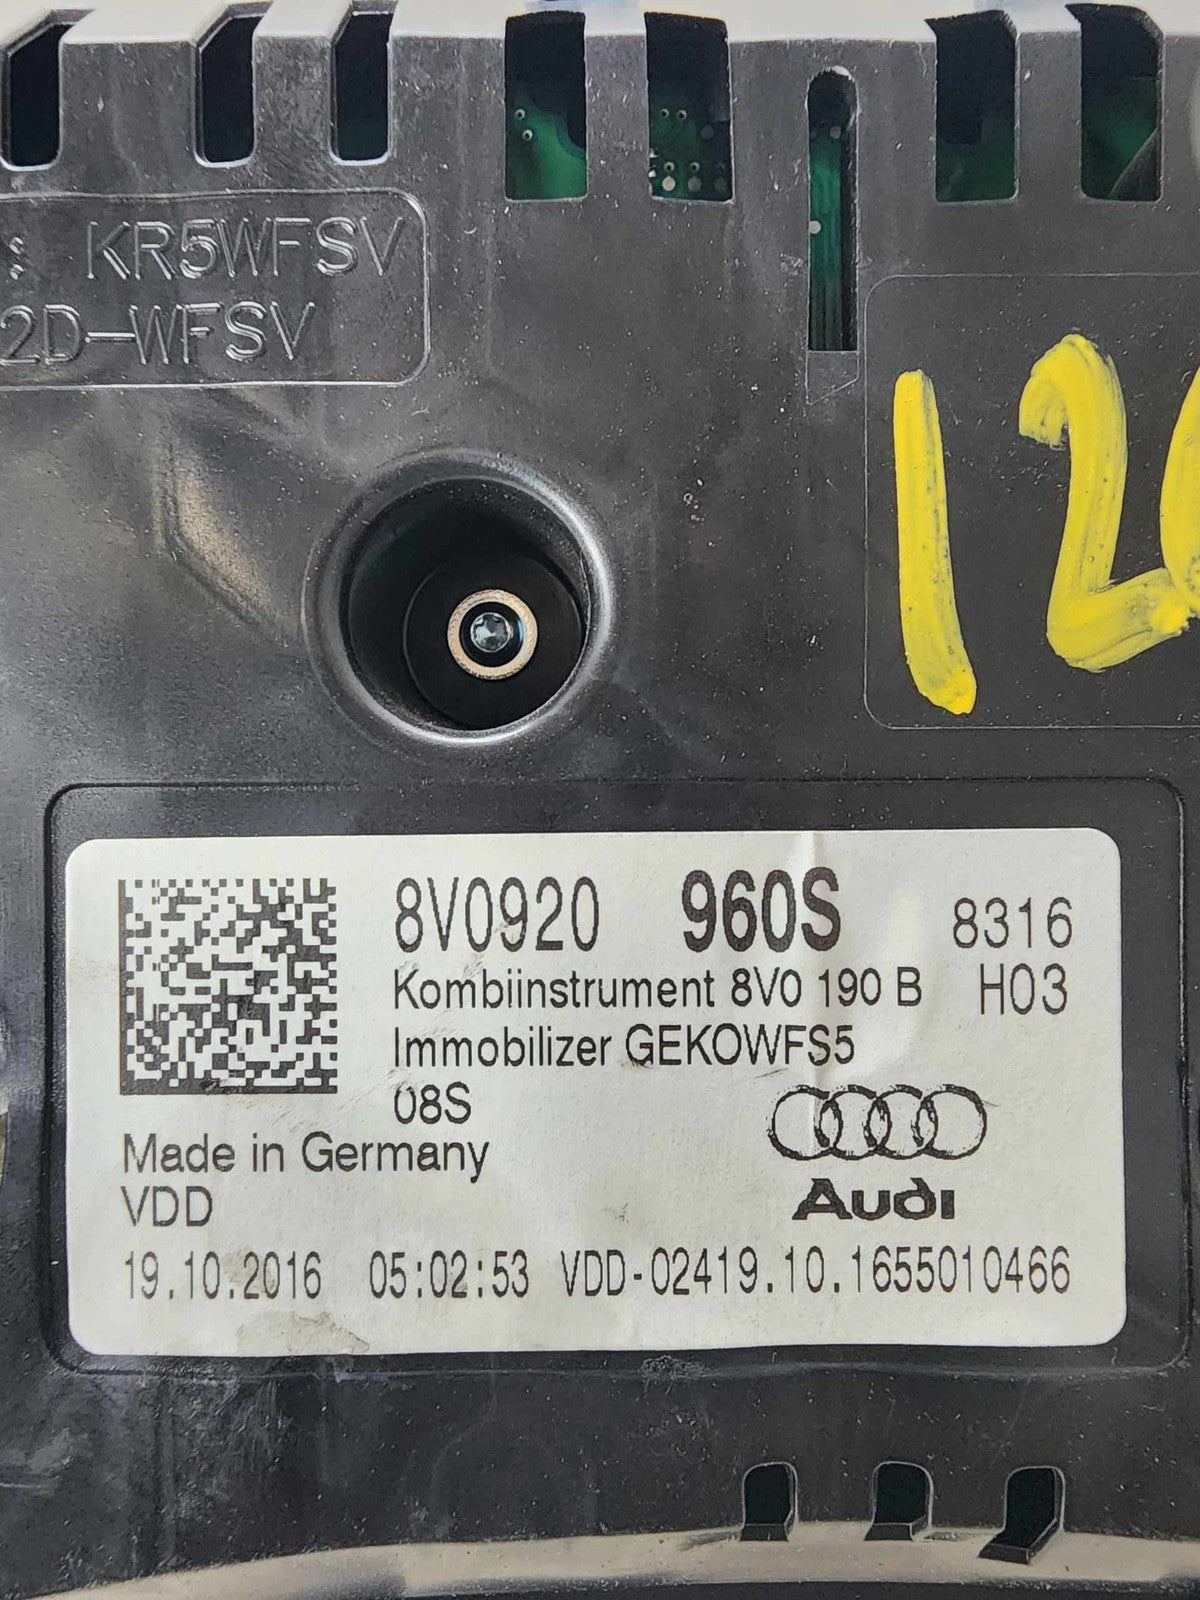 : KR5WFSV
2D-WFSV
12
8V0920 960S 8316
Kombiinstrument 8V0 190 B H03
Immobilizer GEKOWFS5
08S
Made in Germany
VDD
Audi
19.10.2016 05:02:53 VDD-02419.10.1655010466